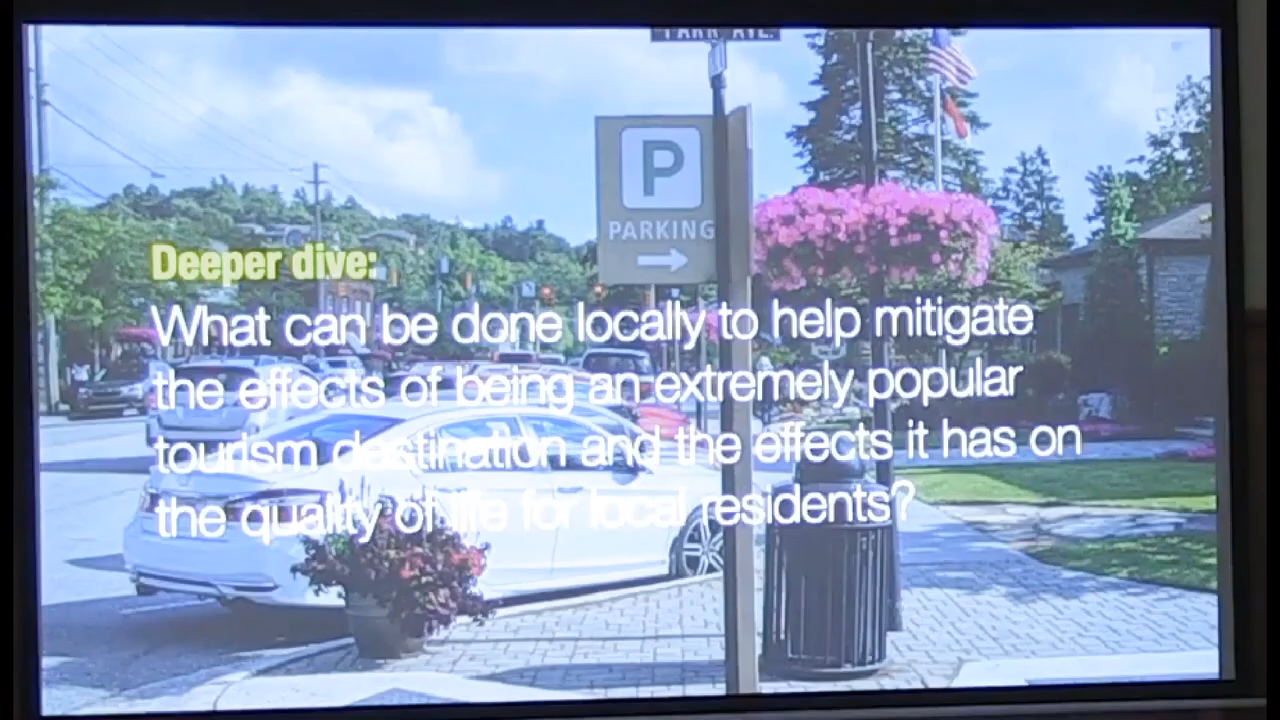 PARK AVE.
P
PARKING
Deeper dive:
What can be done locally to help mitigate
the effects of being an extremely popular
tourism destination and the effects it has on
the quality of life for local residents?